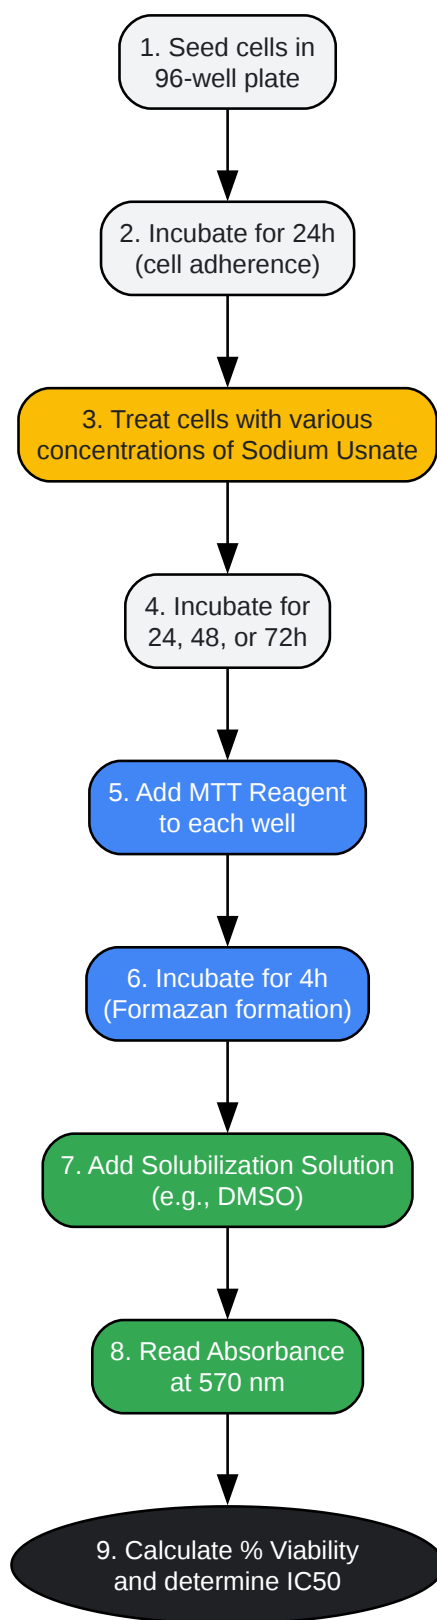 1. Seed cells in
96-well plate
2. Incubate for 24h
(cell adherence)
3. Treat cells with various
concentrations of Sodium Usnate
4. Incubate for
24, 48, or 72h
5. Add MTT Reagent
to each well
6. Incubate for 4h
(Formazan formation)
7. Add Solubilization Solution
(e.g., DMSO)
8. Read Absorbance
at 570 nm
9. Calculate % Viability
and determine IC50